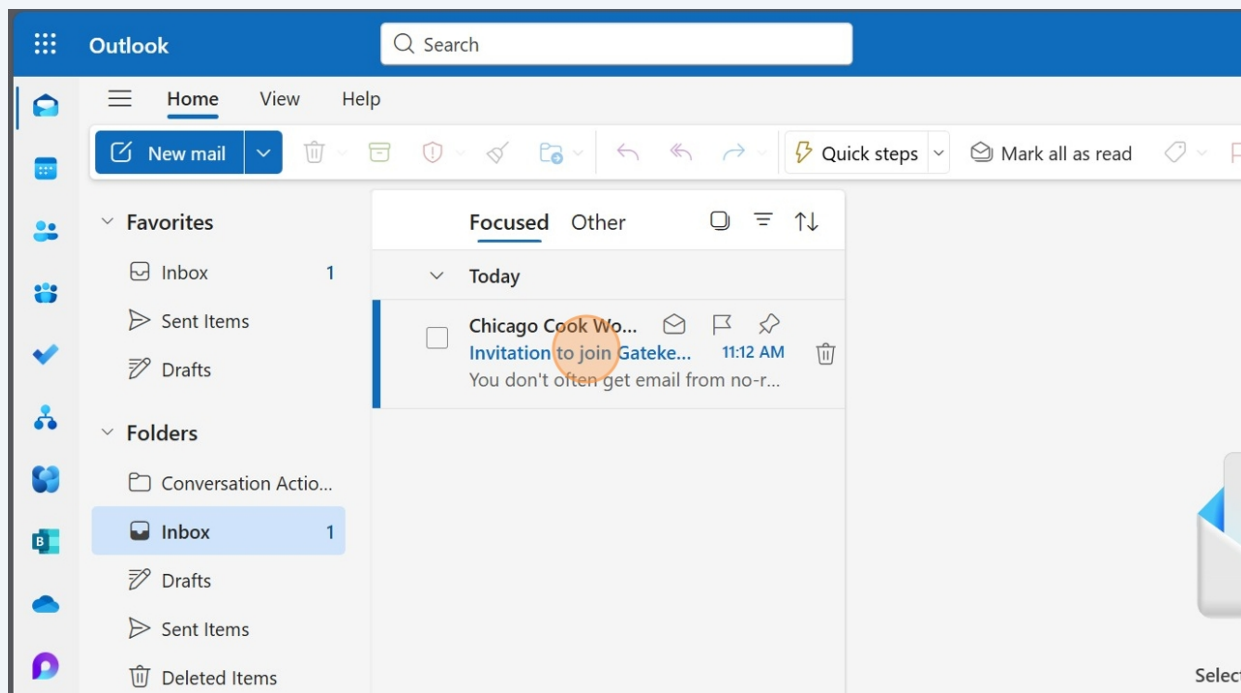 Outlook
Search
Home View Help
New mail
Quick steps
Mark all as read
Favorites
Inbox 1
Sent Items
Drafts
Folders
Conversation Actio...
Inbox 1
Drafts
Sent Items
Deleted Items
Focused Other
Today
Chicago Cook Wo...
Invitation to join Gateke... 11:12 AM
You don't often get email from no-r...
B
Selec